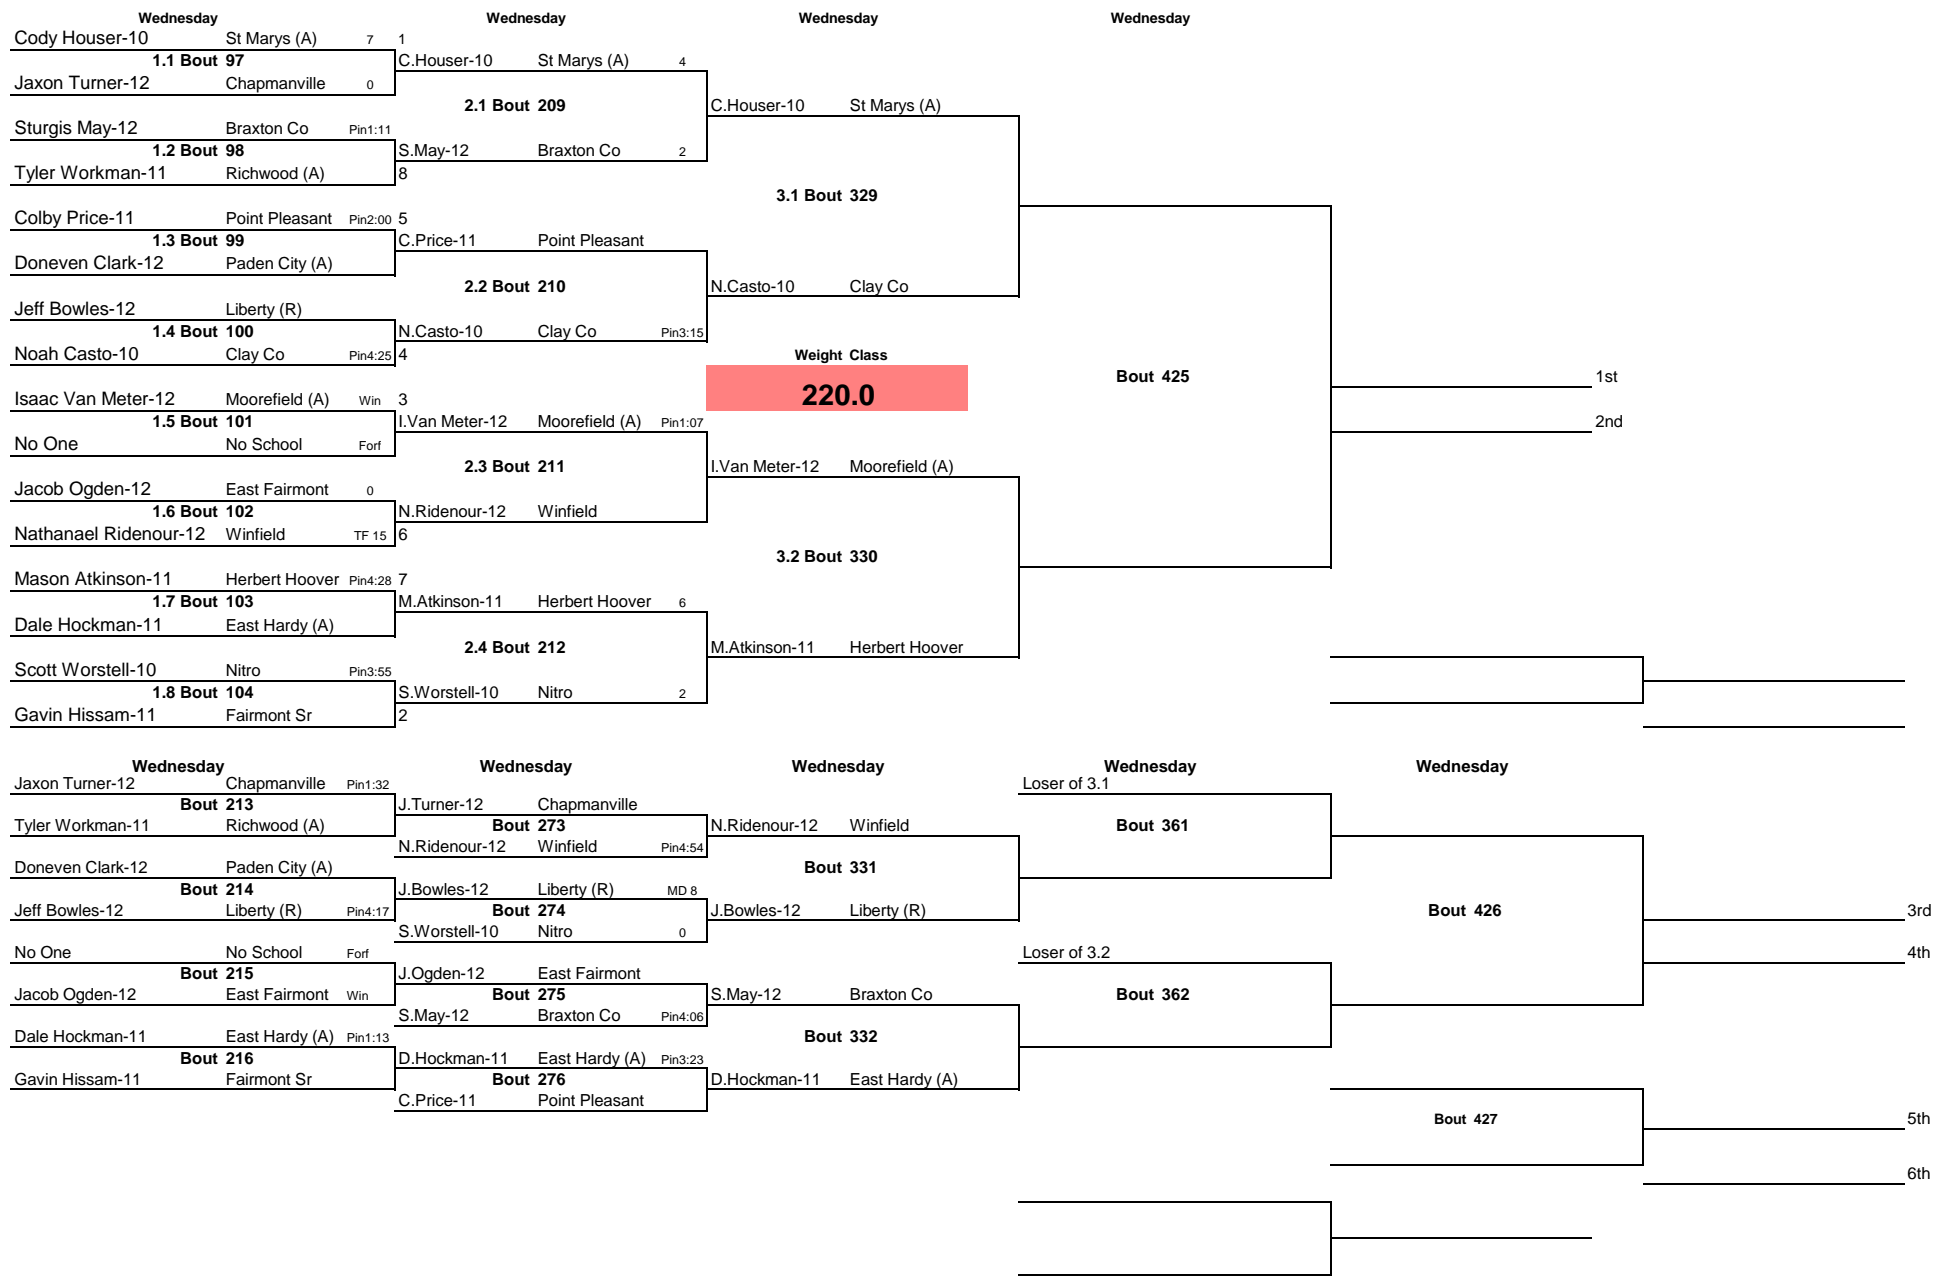 Wednesday Wednesday Wednesday Wednesday
Cody Houser-10 St Marys (A) 7 1
1.1 Bout 97 C.Houser-10 St Marys (A) 4
Jaxon Turner-12 Chapmanville 0
2.1 Bout 209 C.Houser-10 St Marys (A)
Sturgis May-12 Braxton Co Pin1:11
1.2 Bout 98 S.May-12 Braxton Co 2
Tyler Workman-11 Richwood (A) 8
3.1 Bout 329
Colby Price-11 Point Pleasant Pin2:00 5
1.3 Bout 99 C.Price-11 Point Pleasant
Doneven Clark-12 Paden City (A)
2.2 Bout 210 N.Casto-10 Clay Co
Jeff Bowles-12 Liberty (R)
1.4 Bout 100 N.Casto-10 Clay Co Pin3:15
Noah Casto-10 Clay Co Pin4:25 4 Weight Class
Bout 425 1st
Isaac Van Meter-12 Moorefield (A) Win 3 220.0
1.5 Bout 101 I.Van Meter-12 Moorefield (A) Pin1:07 2nd
No One No School Forf
2.3 Bout 211 I.Van Meter-12 Moorefield (A)
Jacob Ogden-12 East Fairmont 0
1.6 Bout 102 N.Ridenour-12 Winfield
Nathanael Ridenour-12 Winfield TF 15 6
3.2 Bout 330
Mason Atkinson-11 Herbert Hoover Pin4:28 7
1.7 Bout 103 M.Atkinson-11 Herbert Hoover 6
Dale Hockman-11 East Hardy (A)
2.4 Bout 212 M.Atkinson-11 Herbert Hoover
Scott Worstell-10 Nitro Pin3:55
1.8 Bout 104 S.Worstell-10 Nitro 2
Gavin Hissam-11 Fairmont Sr 2
Wednesday Wednesday Wednesday Wednesday Wednesday
Jaxon Turner-12 Chapmanville Pin1:32 Loser of 3.1
Bout 213 J.Turner-12 Chapmanville
Tyler Workman-11 Richwood (A) Bout 273 N.Ridenour-12 Winfield Bout 361
N.Ridenour-12 Winfield Pin4:54
Doneven Clark-12 Paden City (A) Bout 331
Bout 214 J.Bowles-12 Liberty (R) MD 8
Jeff Bowles-12 Liberty (R) Pin4:17 Bout 274 J.Bowles-12 Liberty (R) Bout 426 3rd
S.Worstell-10 Nitro 0
No One No School Forf Loser of 3.2 4th
Bout 215 J.Ogden-12 East Fairmont
Jacob Ogden-12 East Fairmont Win Bout 275 S.May-12 Braxton Co Bout 362
S.May-12 Braxton Co Pin4:06
Dale Hockman-11 East Hardy (A) Pin1:13 Bout 332
Bout 216 D.Hockman-11 East Hardy (A) Pin3:23
Gavin Hissam-11 Fairmont Sr Bout 276 D.Hockman-11 East Hardy (A)
C.Price-11 Point Pleasant
Bout 427 5th
6th